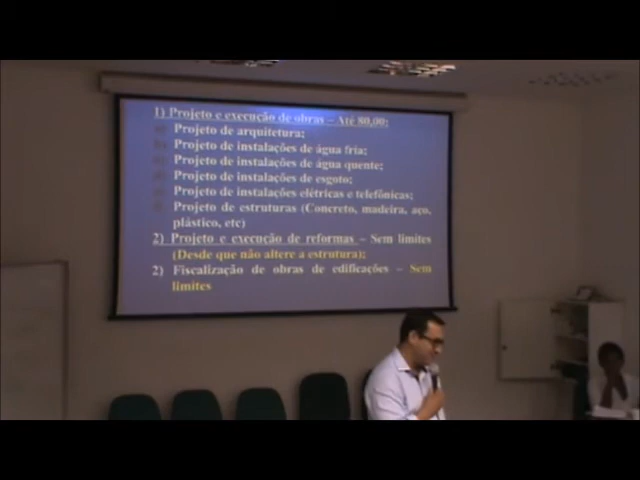 1) Projeto e execução de obras – Até 80,00:
Projeto de arquitetura;
Projeto de instalações de água fria;
Projeto de instalações de água quente;
Projeto de instalações de esgoto;
Projeto de instalações elétricas e telefônicas;
Projeto de estruturas (Concreto, madeira, aço,
plástico, etc)
2) Projeto e execução de reformas – Sem limites
(Desde que não altere a estrutura);
2) Fiscalização de obras de edificações – Sem
limites